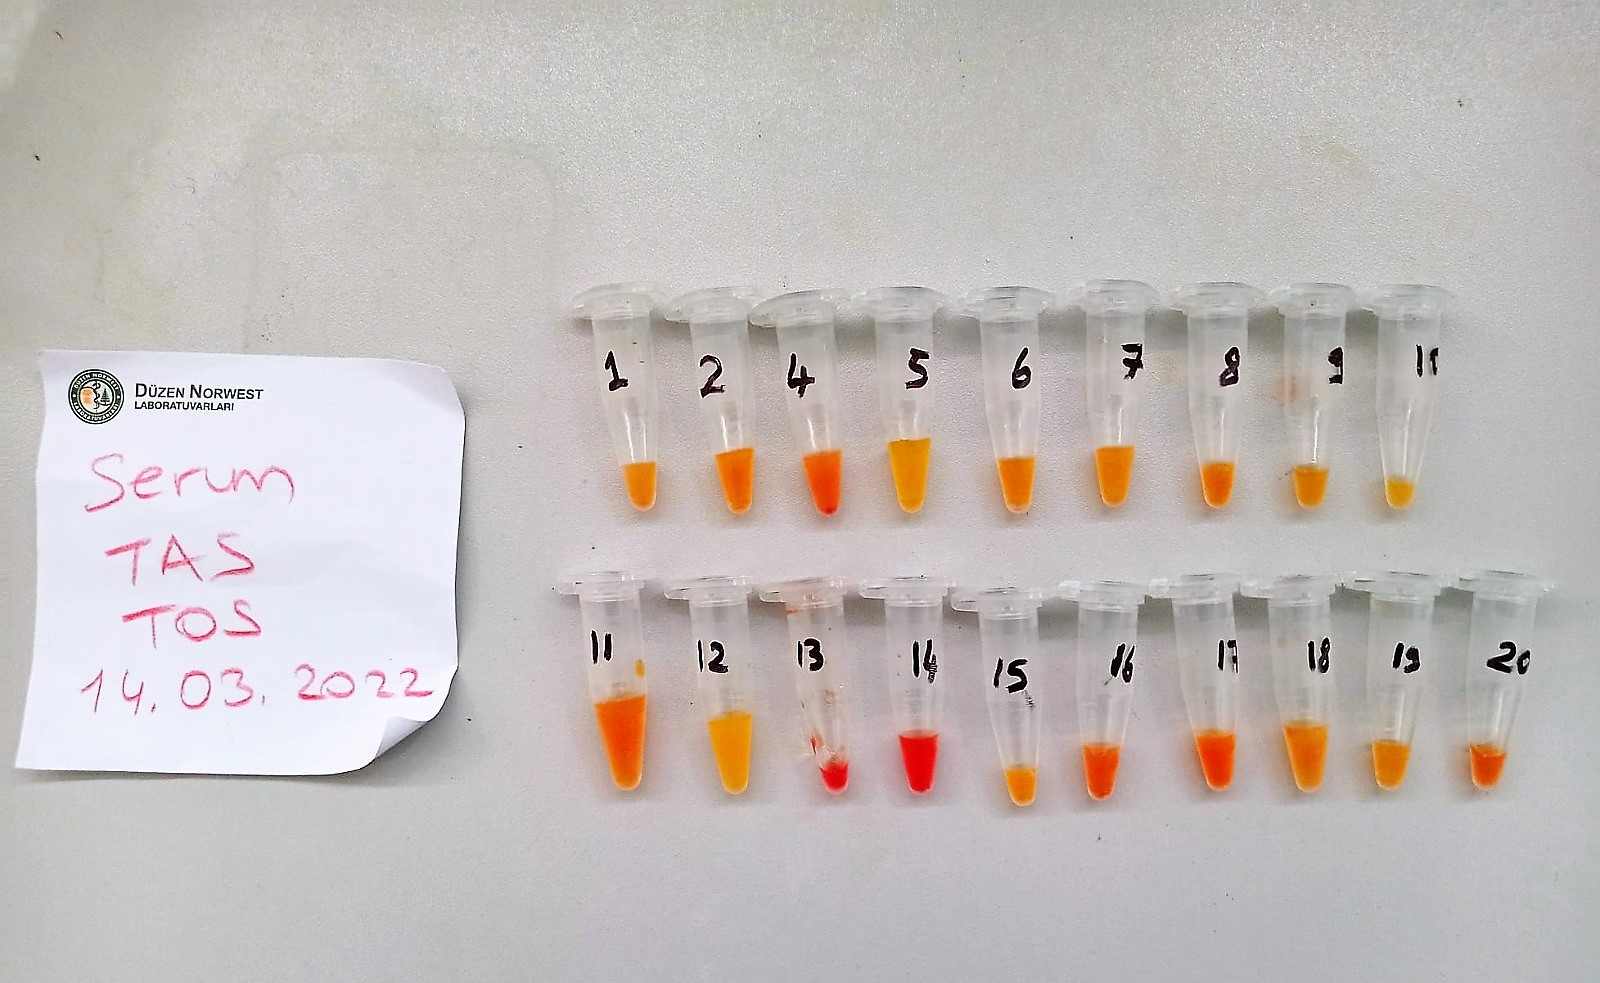 DÜZEN NORWEST
LABORATUVARLARI
Serum
TAS
TOS
14.03.2022
1 2 4 5 6 7 8 9
11 12 13 14 15 16 17 18 19 20